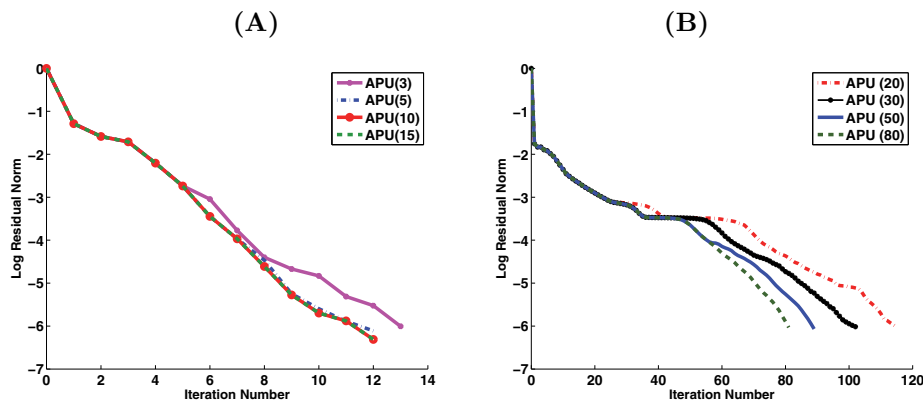 (A)
0
−1
−2
−3
−4
−5
−6
−7
Log Residual Norm
0 2 4 6 8 10 12 14
Iteration Number
APU(3)
APU(5)
APU(10)
APU(15)
(B)
0
−1
−2
−3
−4
−5
−6
−7
Log Residual Norm
0 20 40 60 80 100 120
Iteration Number
APU (20)
APU (30)
APU (50)
APU (80)